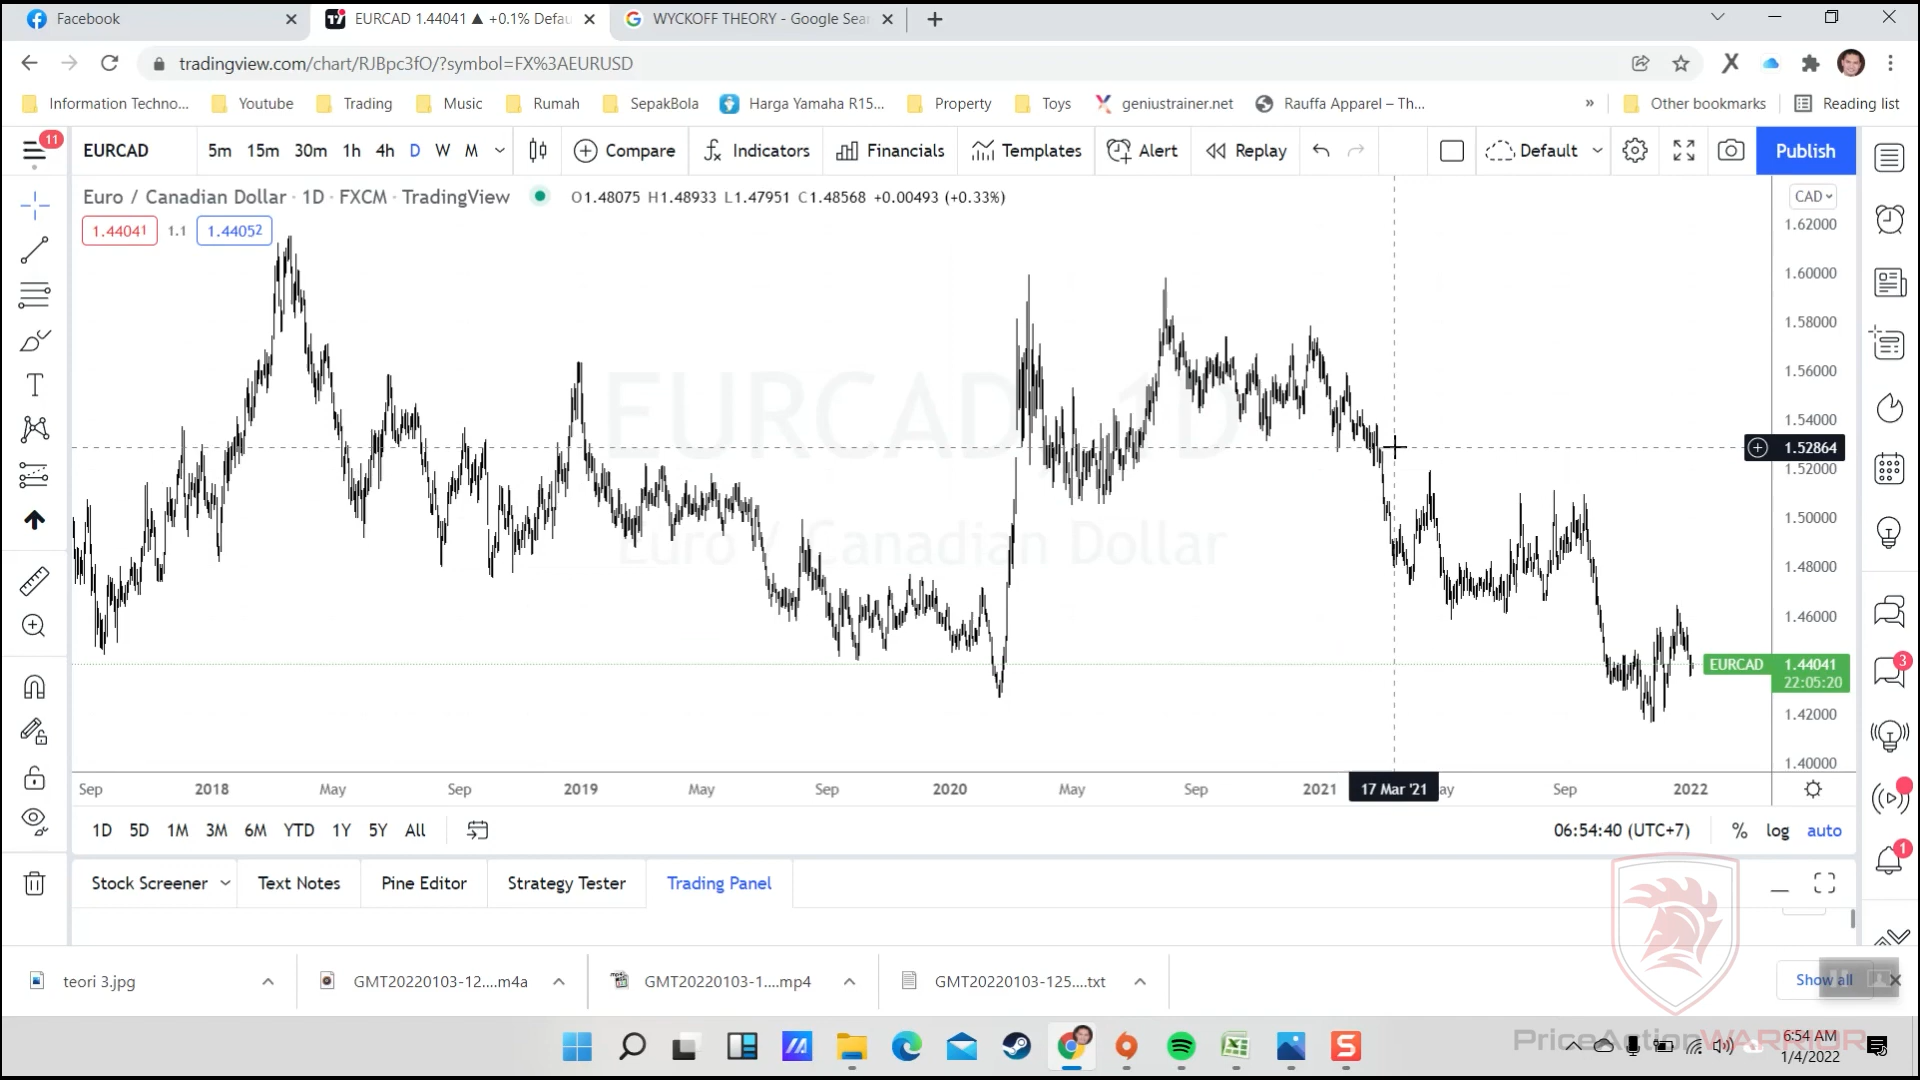 Facebook
EURCAD 1.44041 ▲ +0.1% Defau
WYCKOFF THEORY - Google Sear
tradingview.com/chart/RJBpc3fO/?symbol=FX%3AEURUSD
Information Techno... Youtube Trading Music Rumah SepakBola Harga Yamaha R15... Property Toys geniustrainer.net Rauffa Apparel – Th... » Other bookmarks Reading list
11
EURCAD 5m 15m 30m 1h 4h D W M Compare Indicators Financials Templates Alert Replay Default Publish
Euro / Canadian Dollar · 1D · FXCM · TradingView O1.48075 H1.48933 L1.47951 C1.48568 +0.00493 (+0.33%)
CAD
1.44041 1.1 1.44052
1.62000
1.60000
1.58000
1.56000
1.54000
1.52864
1.52000
1.50000
1.48000
1.46000
EURCAD 1.44041
22:05:20
1.42000
1.40000
EURCAD, 1D
Euro / Canadian Dollar
Sep 2018 May Sep 2019 May Sep 2020 May Sep 2021 17 Mar '21 ay Sep 2022
1D 5D 1M 3M 6M YTD 1Y 5Y All
06:54:40 (UTC+7) % log auto
3
1
Stock Screener Text Notes Pine Editor Strategy Tester Trading Panel
teori 3.jpg
GMT20220103-12....m4a
GMT20220103-1....mp4
GMT20220103-125....txt
Show all
PriceActionWARRIOR
6:54 AM
1/4/2022